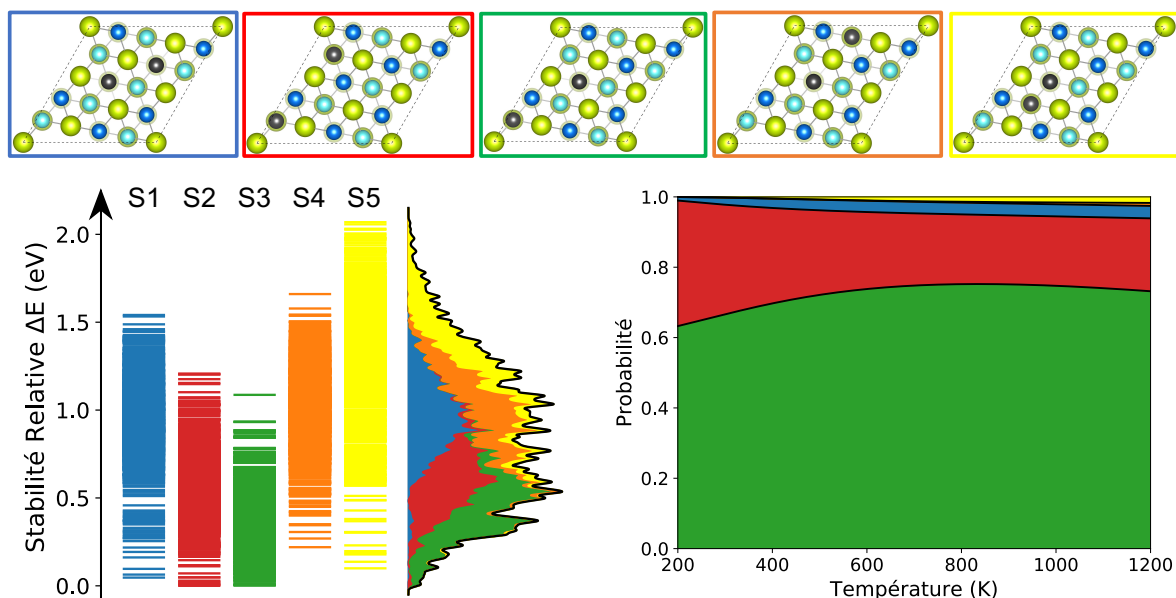 S1 S2 S3 S4 S5
Stabilité Relative ΔE (eV)
2.0
1.5
1.0
0.5
0.0
Probabilité
1.0
0.8
0.6
0.4
0.2
0.0
200 400 600 800 1000 1200
Température (K)